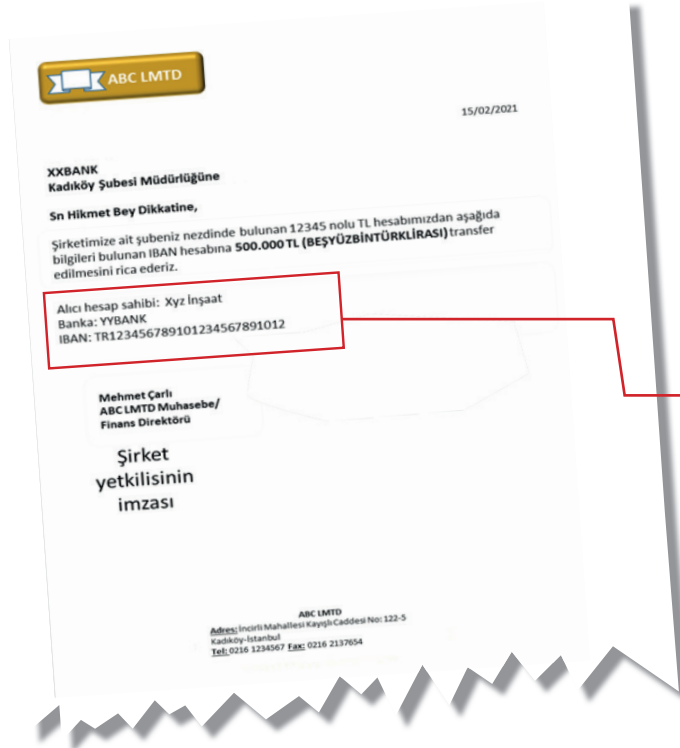 ABC LMTD
15/02/2021
XXBANK
Kadıköy Şubesi Müdürlüğüne
Sn Hikmet Bey Dikkatine,
Şirketimize ait şubeniz nezdinde bulunan 12345 nolu TL hesabımızdan aşağıda
bilgileri bulunan IBAN hesabına 500.000 TL (BEŞYÜZBİNTÜRKLİRASI) transfer
edilmesini rica ederiz.
Alıcı hesap sahibi: Xyz İnşaat
Banka: YYBANK
IBAN: TR123456789101234567891012
Mehmet Çarlı
ABC LMTD Muhasebe/
Finans Direktörü
Şirket
yetkilisinin
imzası
ABC LMTD
Adres: İncirli Mahallesi Kayışlı Caddesi No: 122-5
Kadıköy-İstanbul
Tel: 0216 1234567 Fax: 0216 2137654